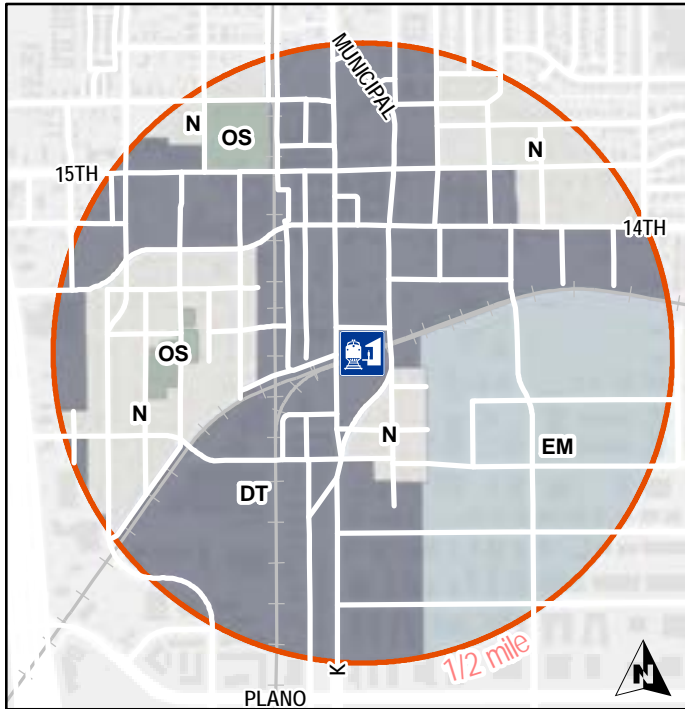 MUNICIPAL
N
OS
N
15TH
14TH
OS
N
N
EM
DT
1/2 mile
K
N
PLANO